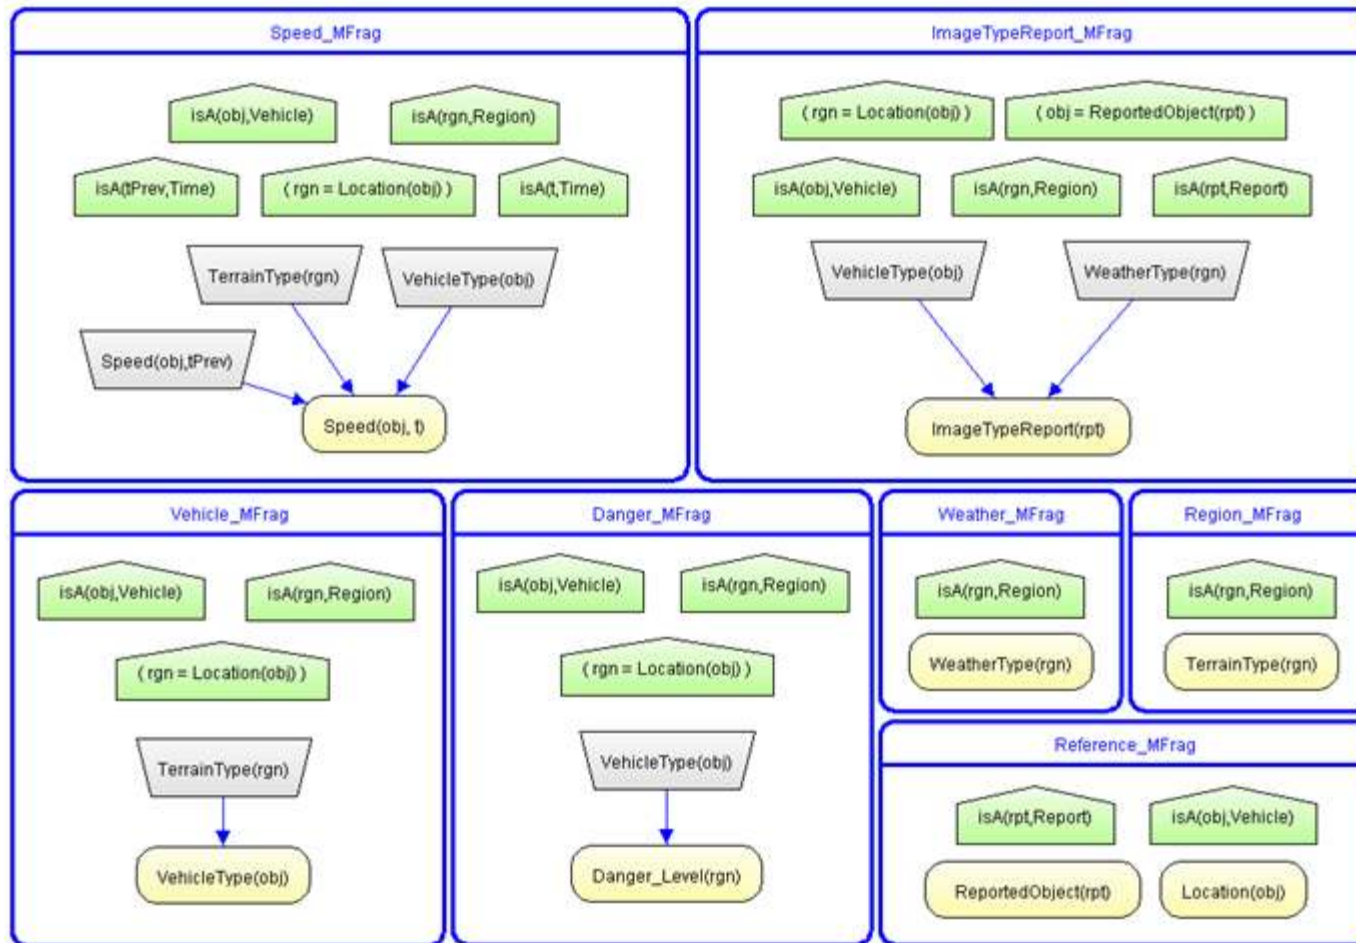 Speed_MFrag
isA(obj,Vehicle)
isA(rgn,Region)
isA(tPrev,Time)
( rgn = Location(obj) )
isA(t,Time)
TerrainType(rgn)
VehicleType(obj)
Speed(obj,tPrev)
Speed(obj, t)
ImageTypeReport_MFrag
( rgn = Location(obj) )
( obj = ReportedObject(rpt) )
isA(obj,Vehicle)
isA(rgn,Region)
isA(rpt,Report)
VehicleType(obj)
WeatherType(rgn)
ImageTypeReport(rpt)
Vehicle_MFrag
isA(obj,Vehicle)
isA(rgn,Region)
( rgn = Location(obj) )
TerrainType(rgn)
VehicleType(obj)
Danger_MFrag
isA(obj,Vehicle)
isA(rgn,Region)
( rgn = Location(obj) )
VehicleType(obj)
Danger_Level(rgn)
Weather_MFrag
isA(rgn,Region)
WeatherType(rgn)
Region_MFrag
isA(rgn,Region)
TerrainType(rgn)
Reference_MFrag
isA(rpt,Report)
isA(obj,Vehicle)
ReportedObject(rpt)
Location(obj)